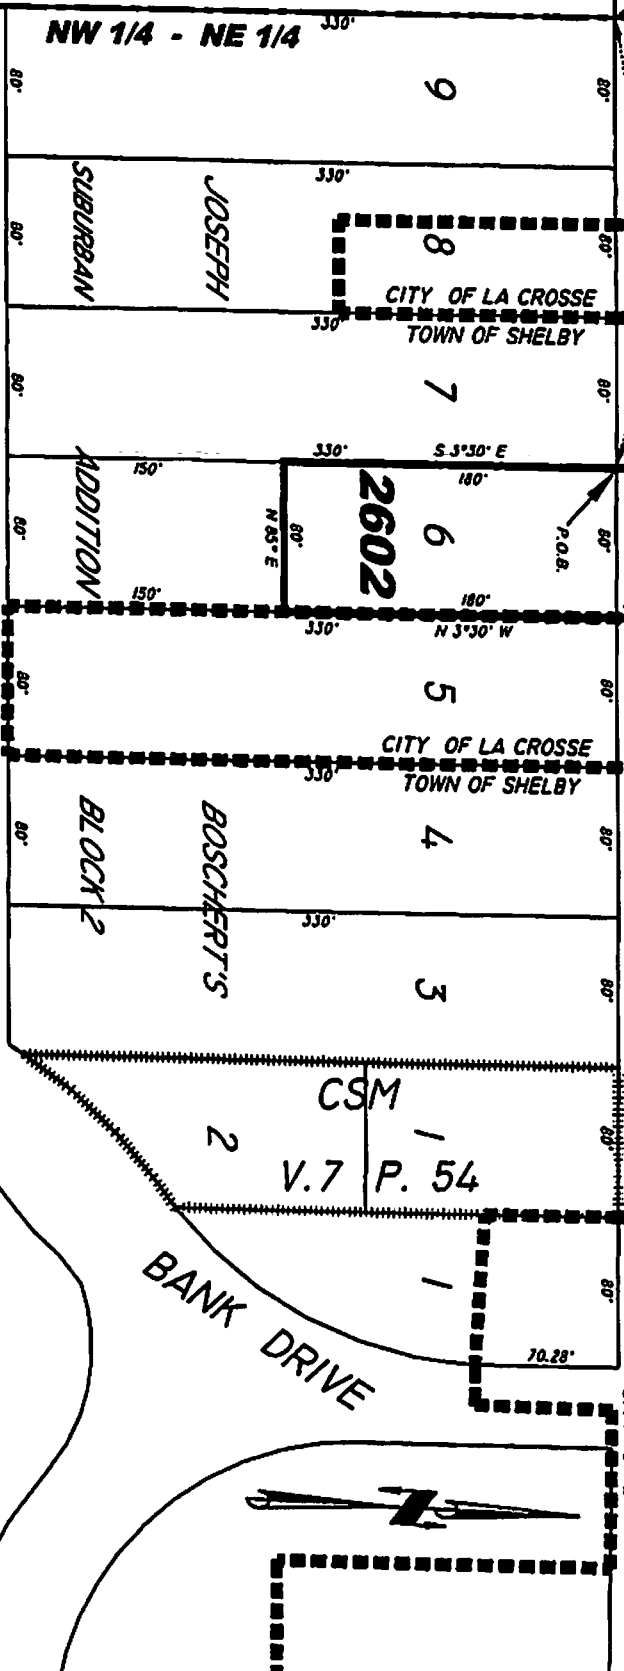 330'
NW 1/4 - NE 1/4
80'
9
80'
330'
SUBURBAN
JOSEPH
80'
8
80'
CITY OF LA CROSSE
330'
TOWN OF SHELBY
80'
7
80'
330'
S 3°30' E
150'
180'
ADDITION
80'
N 85° E
80'
2602
6
P.O.B.
80'
150'
180'
330'
N 3°30' W
80'
5
80'
CITY OF LA CROSSE
330'
TOWN OF SHELBY
BLOCK 2
BOSCHERT'S
80'
4
80'
330'
3
80'
CSM
2
1
80'
V.7 P. 54
1
80'
BANK DRIVE
70.28'